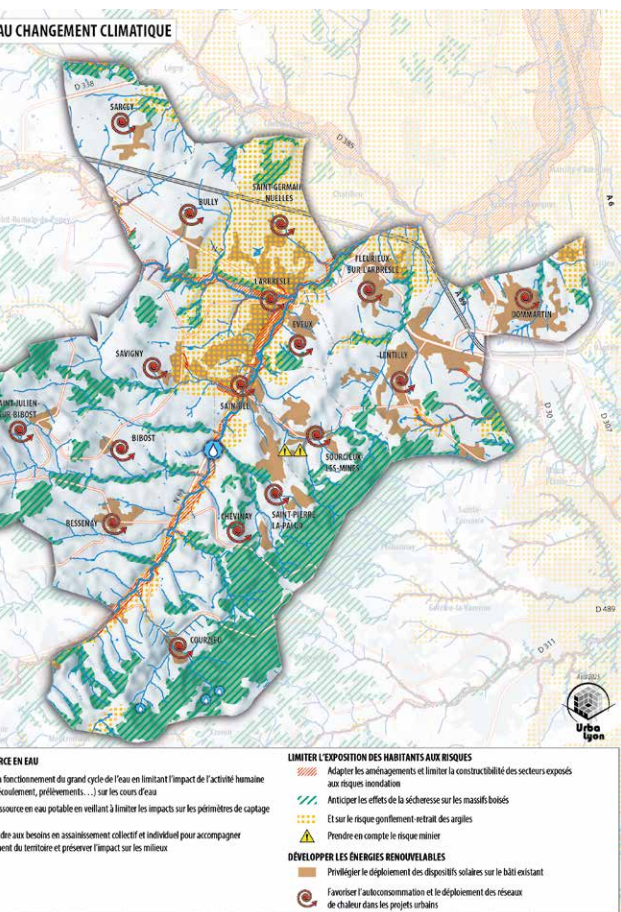 AU CHANGEMENT CLIMATIQUE
Légny
D 338
SARCEY
D 385
Chatillon
A 6
SAINT-GERMAIN
NUELLES
BULLY
FLEURIEUX
SUR L'ARBRESLE
L'ARBRESLE
A 89
DOMMARTIN
EVEUX
SAVIGNY
LENTILLY
SAIN-BEL
D 30
D 307
SAINT-JULIEN
SUR-BIBOST
BIBOST
SOURCIEUX
LES-MINES
BESSENAY
CHEVINAY
SAINT-PIERRE
LA-PALUD
D 489
COURZIEU
D 311
Urba
Lyon
RCE EN EAU
fonctionnement du grand cycle de l'eau en limitant l'impact de l'activité humaine
écoulement, prélèvements…) sur les cours d'eau
ssource en eau potable en veillant à limiter les impacts sur les périmètres de captage
dre aux besoins en assainissement collectif et individuel pour accompagner
ment du territoire et préserver l'impact sur les milieux
LIMITER L'EXPOSITION DES HABITANTS AUX RISQUES
Adapter les aménagements et limiter la constructibilité des secteurs exposés
aux risques inondation
Anticiper les effets de la sécheresse sur les massifs boisés
Et sur le risque gonflement-retrait des argiles
Prendre en compte le risque minier
DÉVELOPPER LES ÉNERGIES RENOUVELABLES
Privilégier le déploiement des dispositifs solaires sur le bâti existant
Favoriser l'autoconsommation et le déploiement des réseaux
de chaleur dans les projets urbains